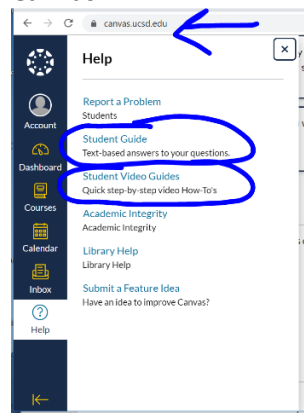 canvas.ucsd.edu
Help
Report a Problem
Students
Account
Student Guide
Text-based answers to your questions.
Dashboard
Student Video Guides
Quick step-by-step video How-To's
Courses
Academic Integrity
Academic Integrity
Calendar
Library Help
Library Help
Inbox
Submit a Feature Idea
Have an idea to improve Canvas?
Help